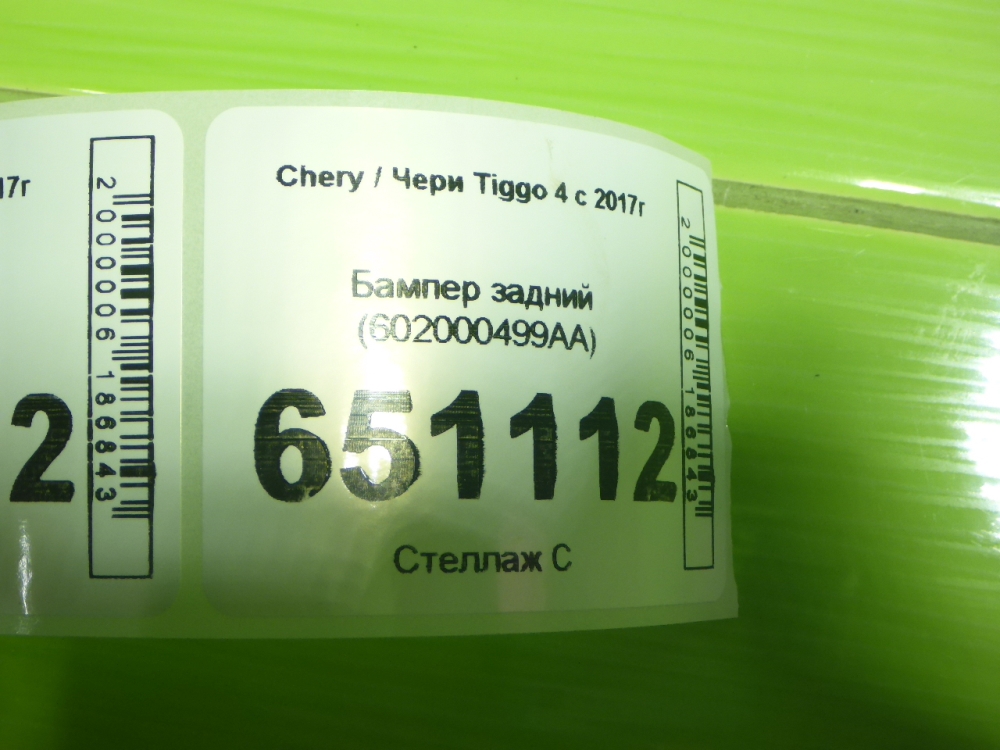 17г
2
2000006186843
Chery / Чери Tiggo 4 с 2017г
Бампер задний
(602000499AA)
651112
Стеллаж С
2000006186843